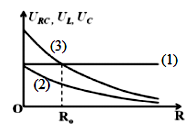 U_RC, U_L, U_C
(3)
(1)
(2)
O
R₀
R